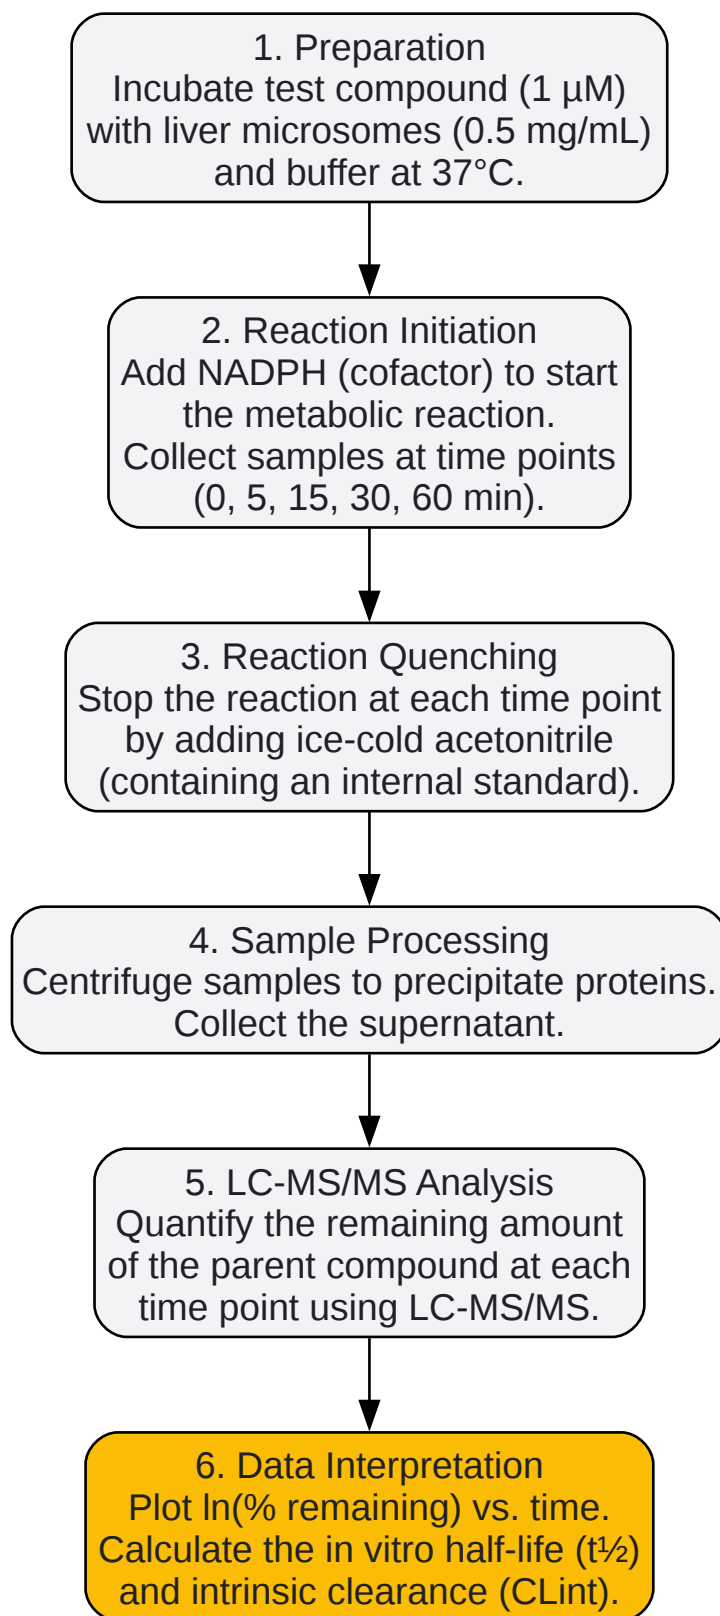 1. Preparation
Incubate test compound (1 µM)
with liver microsomes (0.5 mg/mL)
and buffer at 37°C.
2. Reaction Initiation
Add NADPH (cofactor) to start
the metabolic reaction.
Collect samples at time points
(0, 5, 15, 30, 60 min).
3. Reaction Quenching
Stop the reaction at each time point
by adding ice-cold acetonitrile
(containing an internal standard).
4. Sample Processing
Centrifuge samples to precipitate proteins.
Collect the supernatant.
5. LC-MS/MS Analysis
Quantify the remaining amount
of the parent compound at each
time point using LC-MS/MS.
6. Data Interpretation
Plot ln(% remaining) vs. time.
Calculate the in vitro half-life (t½)
and intrinsic clearance (CLint).